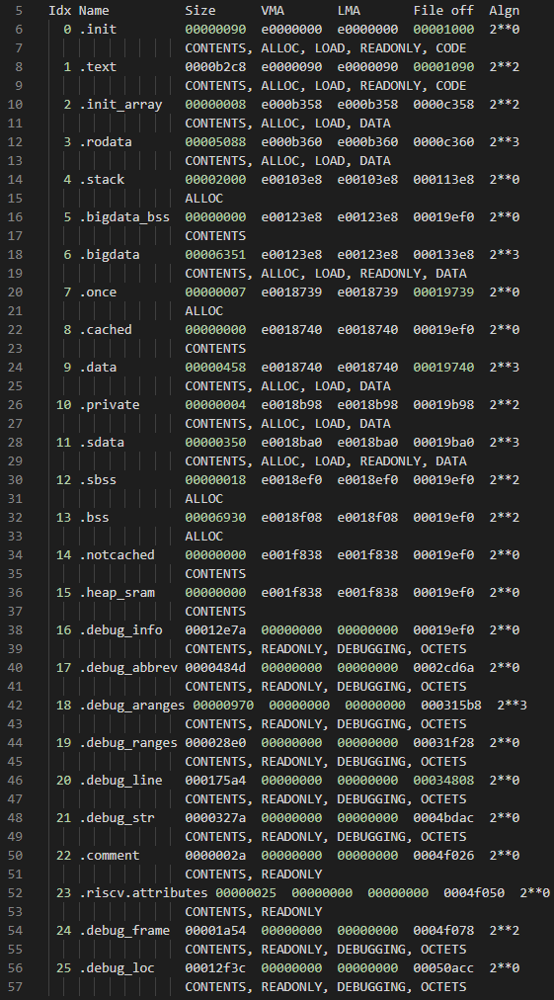 5 Idx Name Size VMA LMA File off Algn
6 0 .init 00000090 e0000000 e0000000 00001000 2**0
7 CONTENTS, ALLOC, LOAD, READONLY, CODE
8 1 .text 0000b2c8 e0000090 e0000090 00001090 2**2
9 CONTENTS, ALLOC, LOAD, READONLY, CODE
10 2 .init_array 00000008 e000b358 e000b358 0000c358 2**2
11 CONTENTS, ALLOC, LOAD, DATA
12 3 .rodata 00005088 e000b360 e000b360 0000c360 2**3
13 CONTENTS, ALLOC, LOAD, DATA
14 4 .stack 00002000 e00103e8 e00103e8 000113e8 2**0
15 ALLOC
16 5 .bigdata_bss 00000000 e00123e8 e00123e8 00019ef0 2**0
17 CONTENTS
18 6 .bigdata 00006351 e00123e8 e00123e8 000133e8 2**3
19 CONTENTS, ALLOC, LOAD, READONLY, DATA
20 7 .once 00000007 e0018739 e0018739 00019739 2**0
21 ALLOC
22 8 .cached 00000000 e0018740 e0018740 00019ef0 2**0
23 CONTENTS
24 9 .data 00000458 e0018740 e0018740 00019740 2**3
25 CONTENTS, ALLOC, LOAD, DATA
26 10 .private 00000004 e0018b98 e0018b98 00019b98 2**2
27 CONTENTS, ALLOC, LOAD, DATA
28 11 .sdata 00000350 e0018ba0 e0018ba0 00019ba0 2**3
29 CONTENTS, ALLOC, LOAD, READONLY, DATA
30 12 .sbss 00000018 e0018ef0 e0018ef0 00019ef0 2**2
31 ALLOC
32 13 .bss 00006930 e0018f08 e0018f08 00019ef0 2**2
33 ALLOC
34 14 .notcached 00000000 e001f838 e001f838 00019ef0 2**0
35 CONTENTS
36 15 .heap_sram 00000000 e001f838 e001f838 00019ef0 2**0
37 CONTENTS
38 16 .debug_info 00012e7a 00000000 00000000 00019ef0 2**0
39 CONTENTS, READONLY, DEBUGGING, OCTETS
40 17 .debug_abbrev 0000484d 00000000 00000000 0002cd6a 2**0
41 CONTENTS, READONLY, DEBUGGING, OCTETS
42 18 .debug_aranges 00000970 00000000 00000000 000315b8 2**3
43 CONTENTS, READONLY, DEBUGGING, OCTETS
44 19 .debug_ranges 000028e0 00000000 00000000 00031f28 2**0
45 CONTENTS, READONLY, DEBUGGING, OCTETS
46 20 .debug_line 000175a4 00000000 00000000 00034808 2**0
47 CONTENTS, READONLY, DEBUGGING, OCTETS
48 21 .debug_str 0000327a 00000000 00000000 0004bdac 2**0
49 CONTENTS, READONLY, DEBUGGING, OCTETS
50 22 .comment 0000002a 00000000 00000000 0004f026 2**0
51 CONTENTS, READONLY
52 23 .riscv.attributes 00000025 00000000 00000000 0004f050 2**0
53 CONTENTS, READONLY
54 24 .debug_frame 00001a54 00000000 00000000 0004f078 2**2
55 CONTENTS, READONLY, DEBUGGING, OCTETS
56 25 .debug_loc 00012f3c 00000000 00000000 00050acc 2**0
57 CONTENTS, READONLY, DEBUGGING, OCTETS